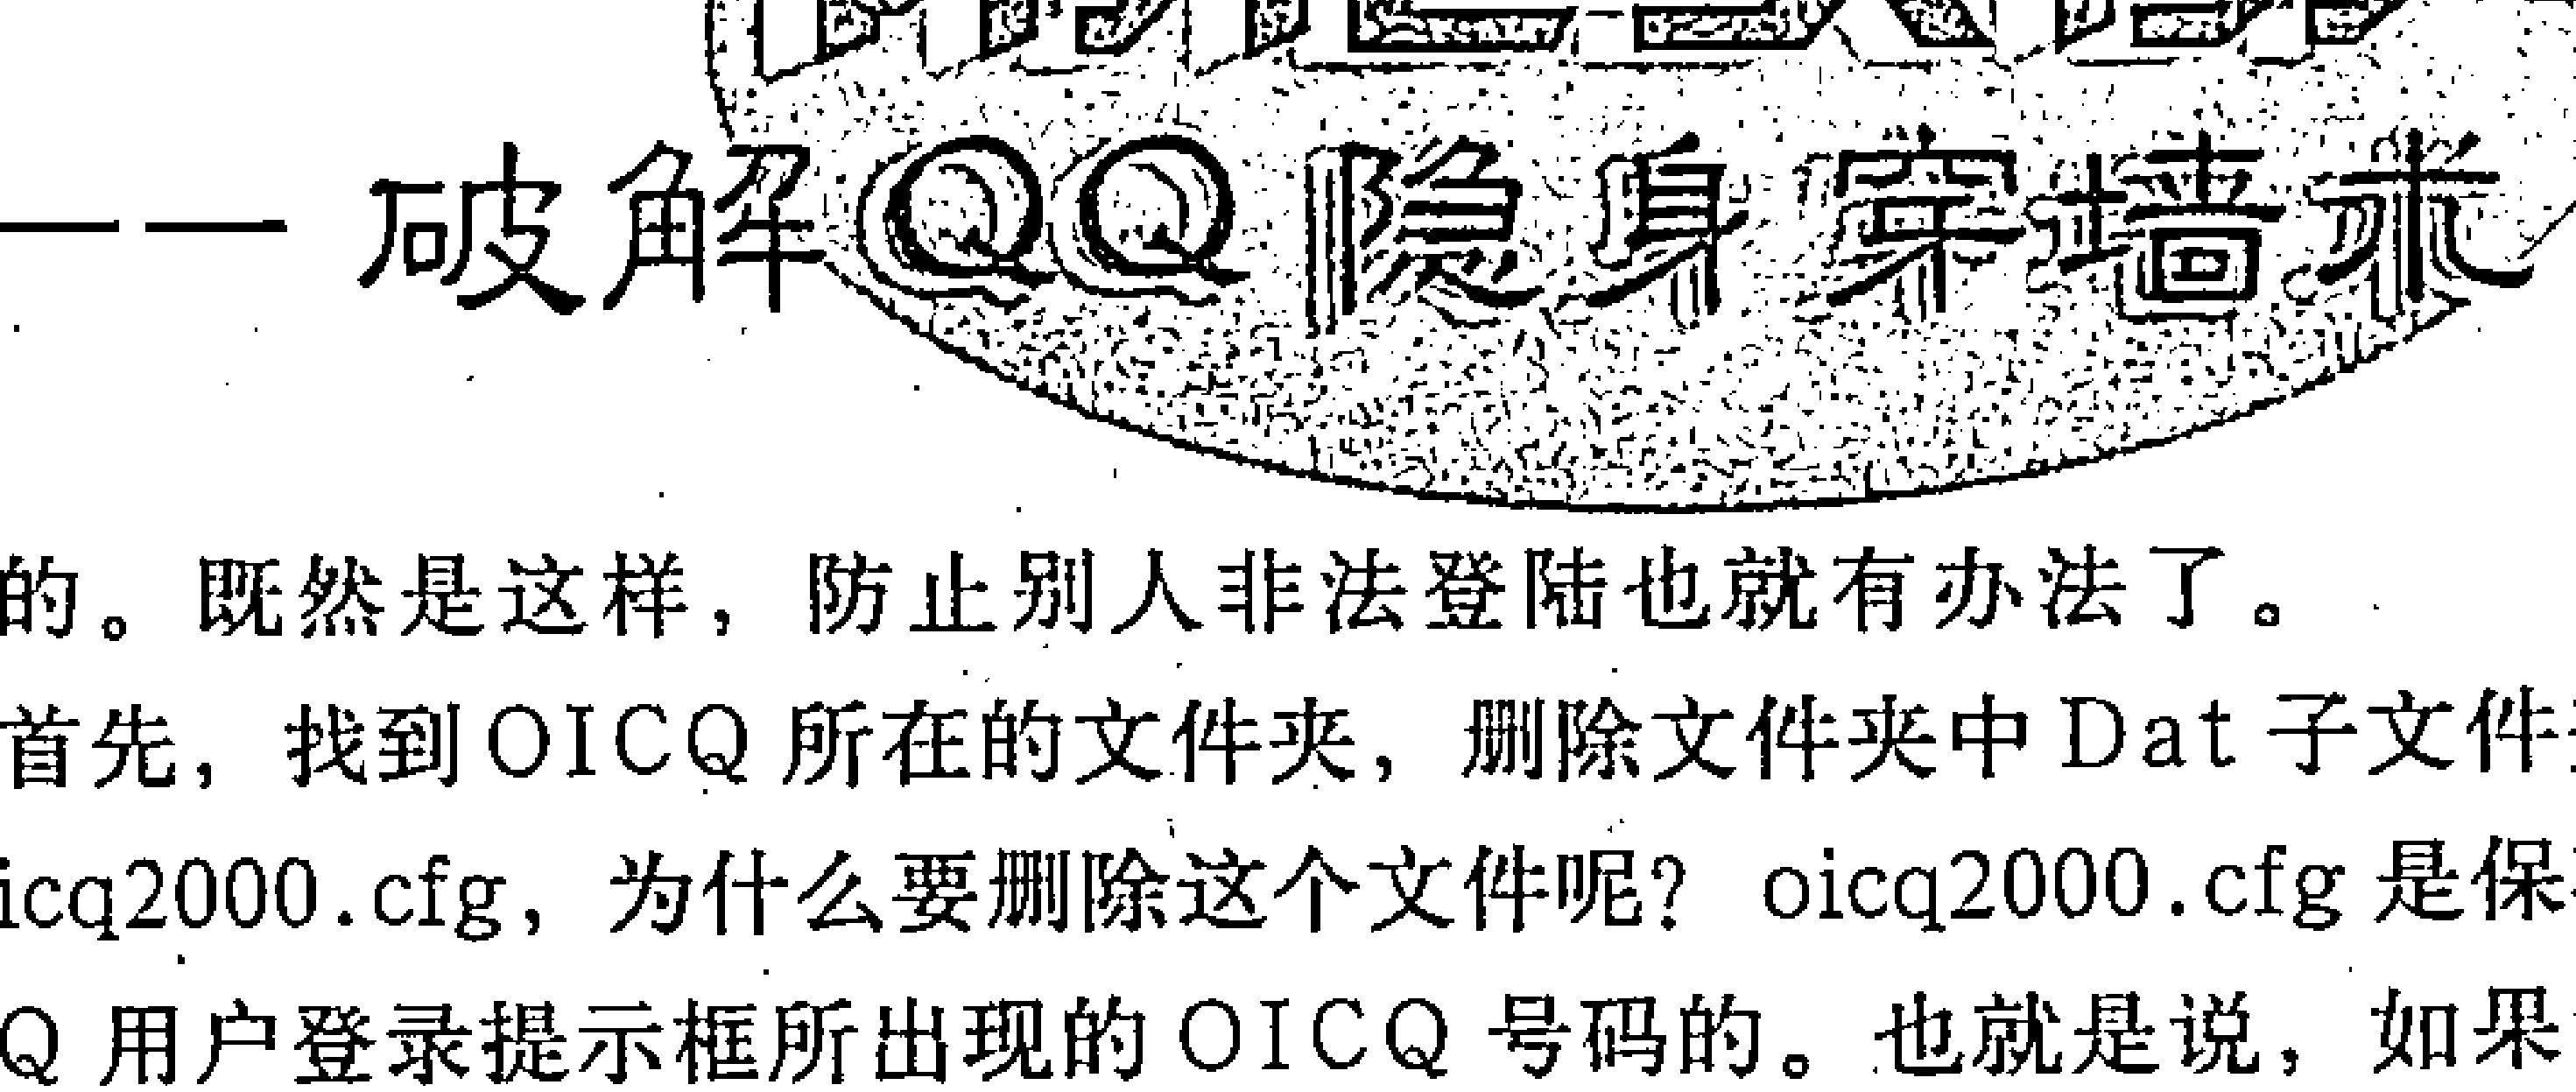 ——破解QQ隐身穿墙术
的。既然是这样，防止别人非法登陆也就有办法了。
首先，找到OICQ所在的文件夹，删除文件夹中Dat子文件
icq2000.cfg，为什么要删除这个文件呢？oicq2000.cfg是保
Q用户登录提示框所出现的OICQ号码的。也就是说，如果